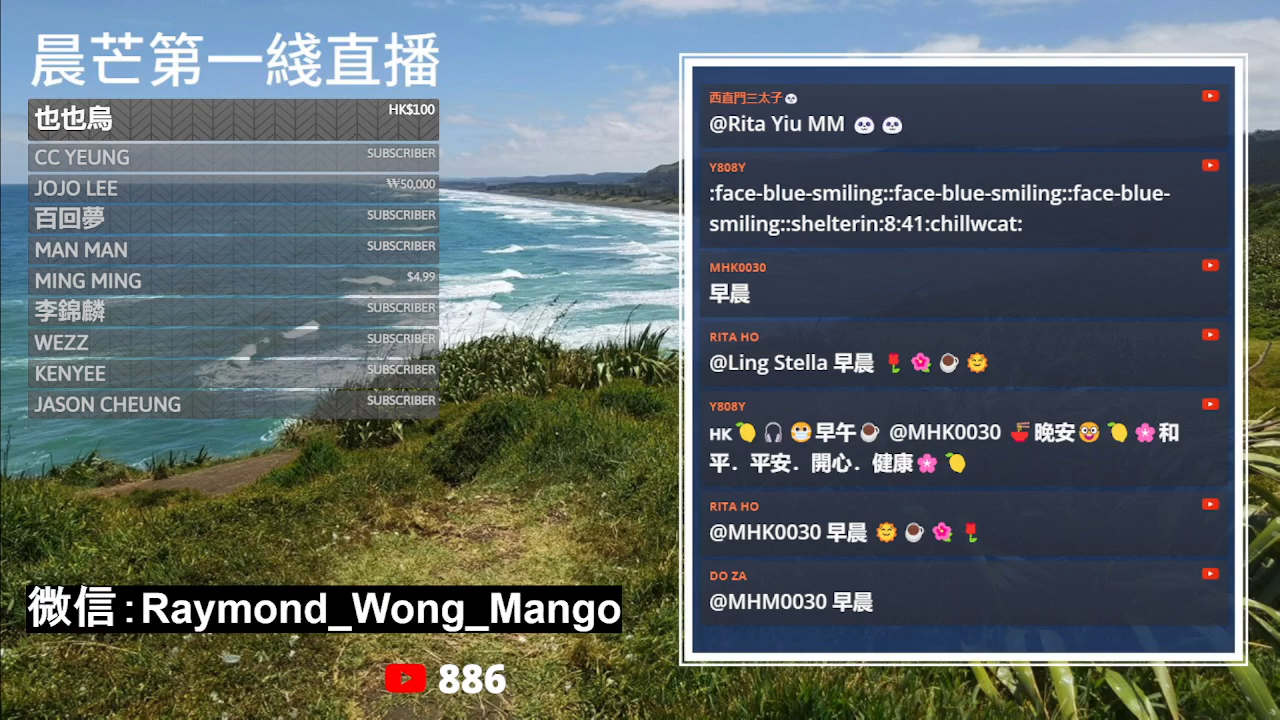 晨芒第一綫直播
也也烏 HK$100
CC YEUNG SUBSCRIBER
JOJO LEE ₩50,000
百回夢 SUBSCRIBER
MAN MAN SUBSCRIBER
MING MING $4.99
李錦麟 SUBSCRIBER
WEZZ SUBSCRIBER
KENYEE SUBSCRIBER
JASON CHEUNG SUBSCRIBER
微信:Raymond_Wong_Mango
886
西直門三太子💀
@Rita Yiu MM 💀 💀
Y808Y
:face-blue-smiling::face-blue-smiling::face-blue-
smiling::shelterin:8:41:chillwcat:
MHK0030
早晨
RITA HO
@Ling Stella 早晨 🌹 🌺 ☕ 🌞
Y808Y
ʜᴋ🍋 🎧 😷早午☕ @MHK0030 🍜晚安🤡 🍋 🌸和
平．平安．開心．健康🌸 🍋
RITA HO
@MHK0030 早晨 🌞 ☕ 🌺 🌹
DO ZA
@MHM0030 早晨